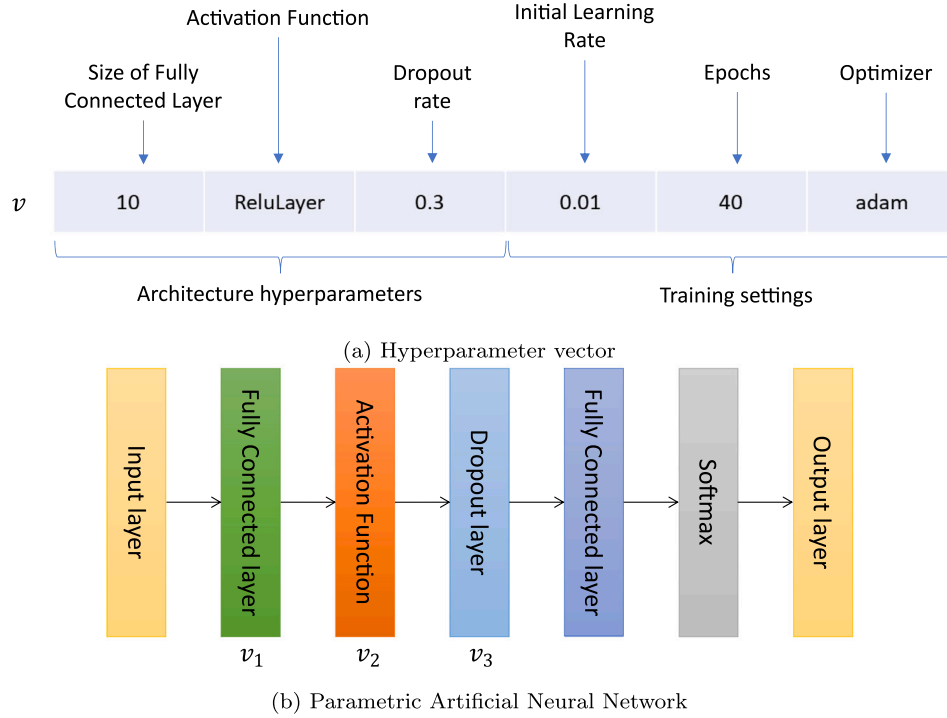 Activation Function
Initial Learning
Rate
Size of Fully
Connected Layer
Dropout
rate
Epochs
Optimizer
v
10
ReluLayer
0.3
0.01
40
adam
Architecture hyperparameters
Training settings
(a) Hyperparameter vector
Input layer
Fully Connected layer
Activation Function
Dropout layer
Fully Connected layer
Softmax
Output layer
v₁
v₂
v₃
(b) Parametric Artificial Neural Network